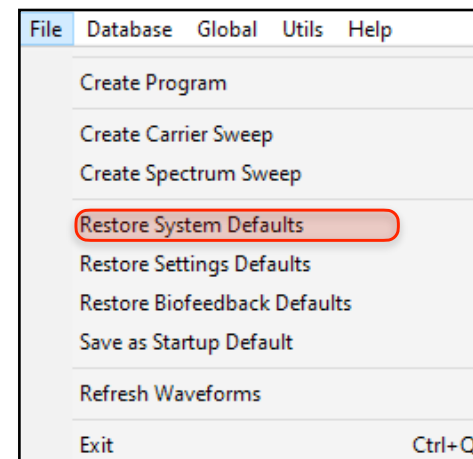 File Database Global Utils Help
Create Program
Create Carrier Sweep
Create Spectrum Sweep
Restore System Defaults
Restore Settings Defaults
Restore Biofeedback Defaults
Save as Startup Default
Refresh Waveforms
Exit Ctrl+Q